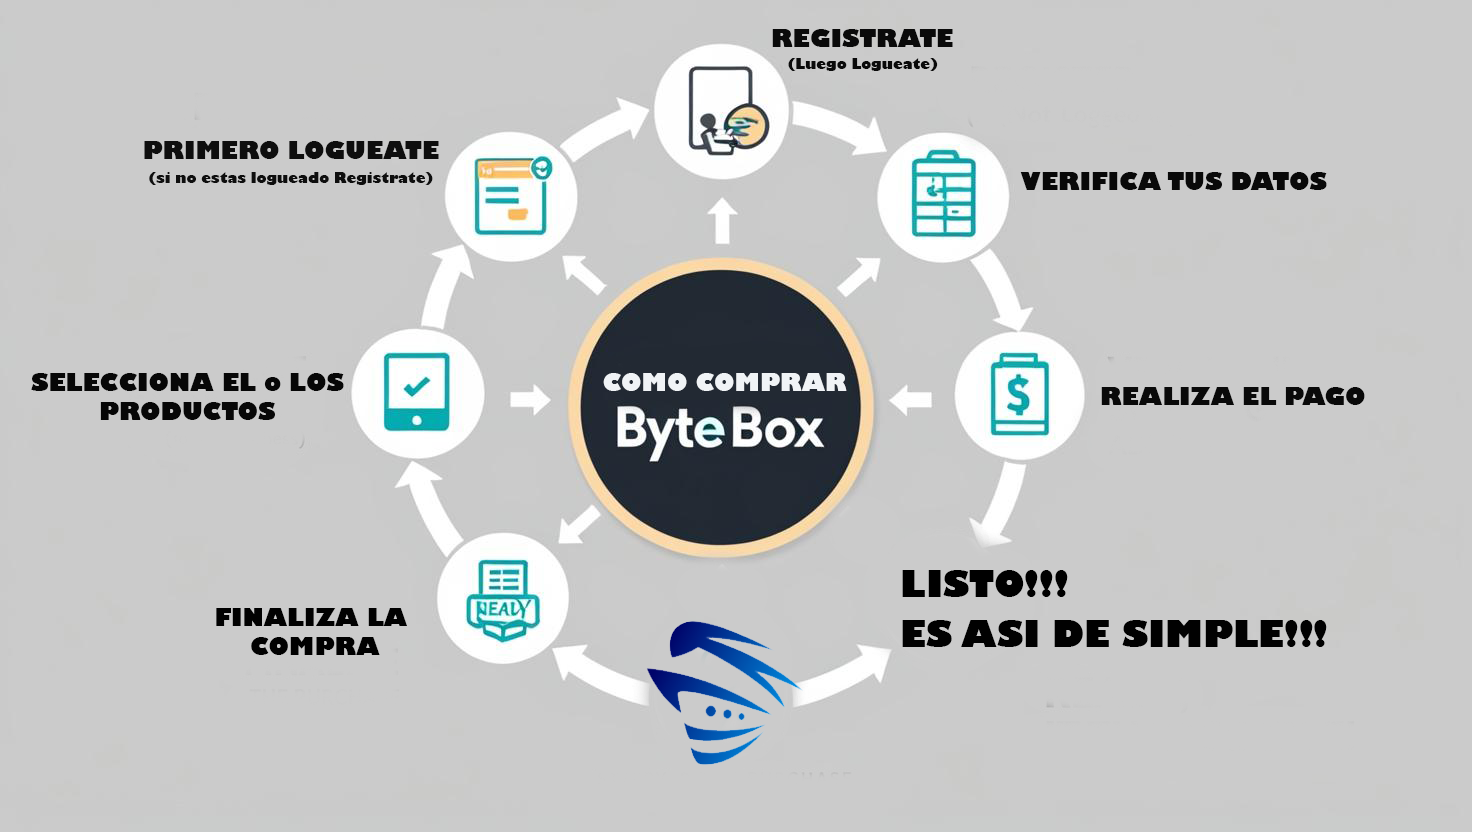 REGISTRATE
(Luego Logueate)
PRIMERO LOGUEATE
(si no estas logueado Registrate)
VERIFICA TUS DATOS
SELECCIONA EL o LOS
PRODUCTOS
COMO COMPRAR
ByteBox
REALIZA EL PAGO
FINALIZA LA
COMPRA
NEALY
LISTO!!!
ES ASI DE SIMPLE!!!